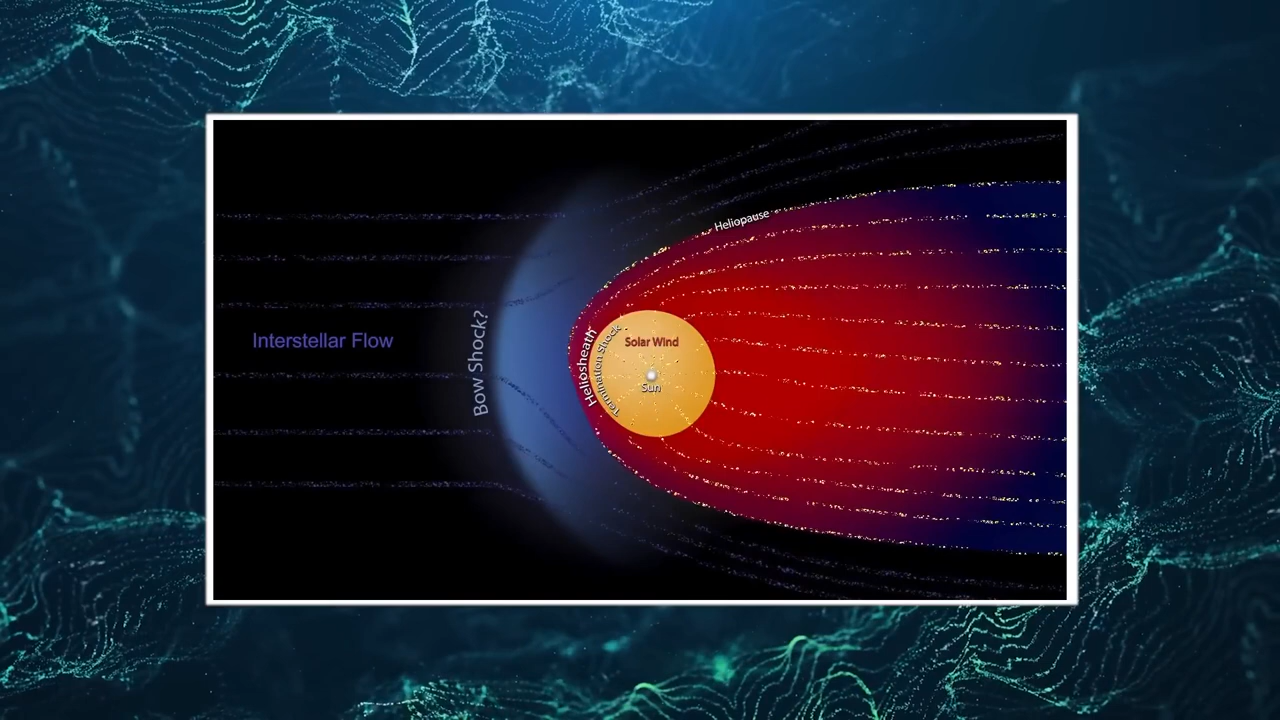 Heliopause
Interstellar Flow
Bow Shock?
Heliosheath
Termination Shock
Solar Wind
Sun